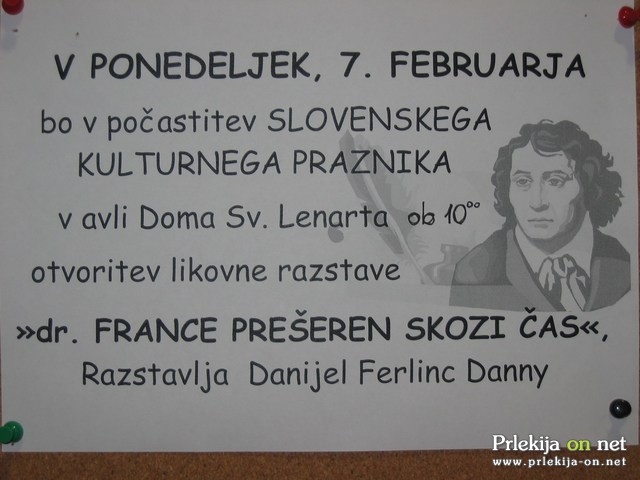 V PONEDELJEK, 7. FEBRUARJA
bo v počastitev SLOVENSKEGA
KULTURNEGA PRAZNIKA
v avli Doma Sv. Lenarta ob 10°°
otvoritev likovne razstave
»dr. FRANCE PREŠEREN SKOZI ČAS«,
Razstavlja Danijel Ferlinc Danny
Prlekija on net
www.prlekija-on.net